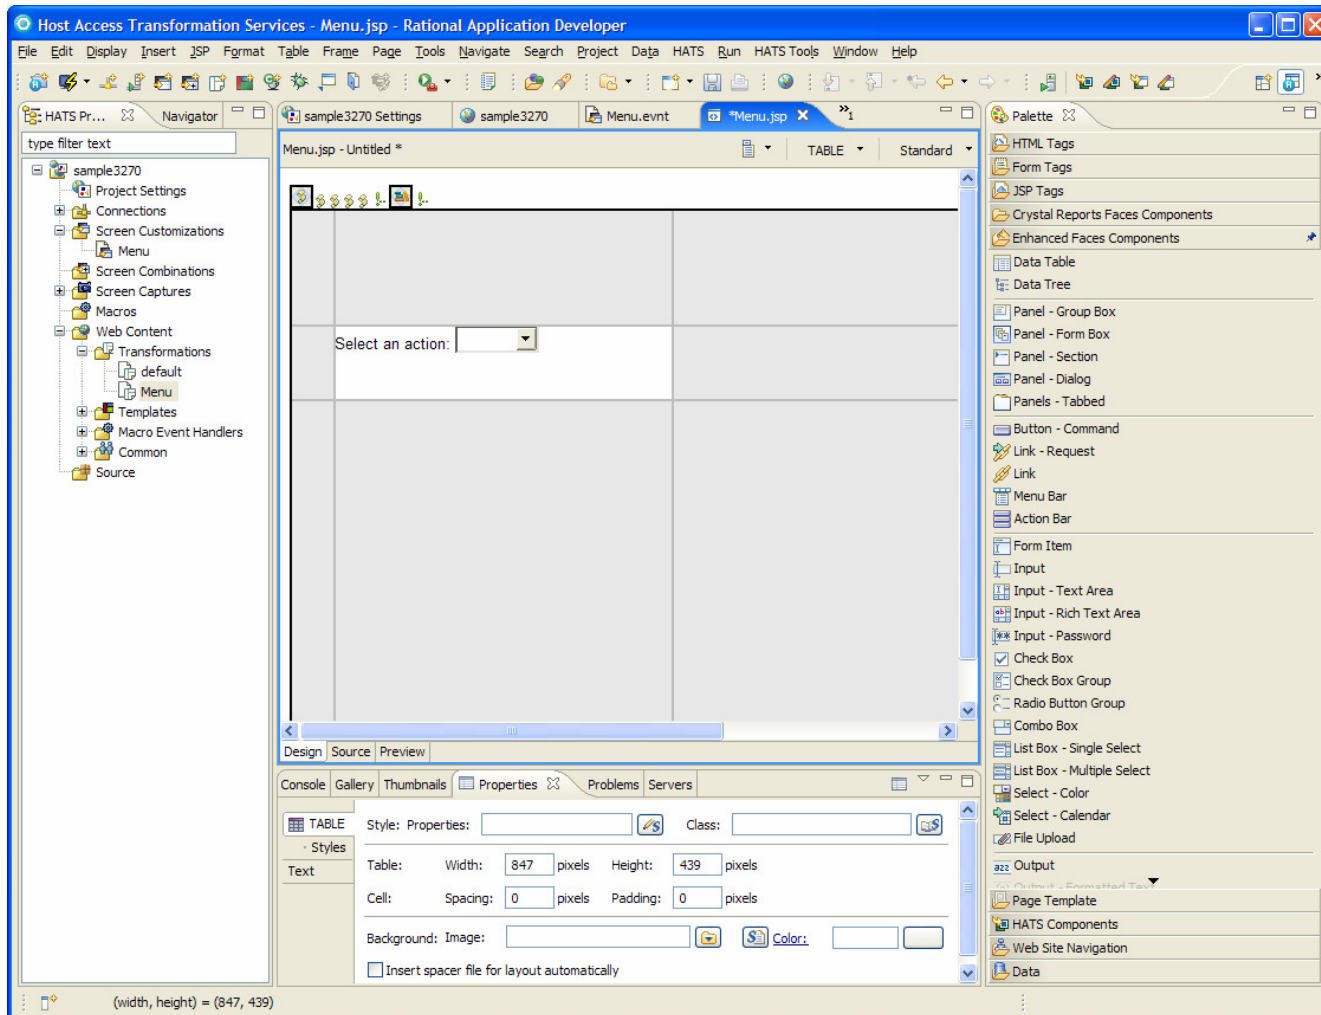 Host Access Transformation Services - Menu.jsp - Rational Application Developer
File Edit Display Insert JSP Format Table Frame Page Tools Navigate Search Project Data HATS Run HATS Tools Window Help
HATS Pr... Navigator
type filter text
sample3270
Project Settings
Connections
Screen Customizations
Menu
Screen Combinations
Screen Captures
Macros
Web Content
Transformations
default
Menu
Templates
Macro Event Handlers
Common
Source
sample3270 Settings sample3270 Menu.evnt *Menu.jsp »1
Menu.jsp - Untitled * TABLE Standard
Select an action:
Design Source Preview
Console Gallery Thumbnails Properties Problems Servers
TABLE
· Styles
Text
Style: Properties: Class:
Table: Width: 847 pixels Height: 439 pixels
Cell: Spacing: 0 pixels Padding: 0 pixels
Background: Image: Color:
Insert spacer file for layout automatically
Palette
HTML Tags
Form Tags
JSP Tags
Crystal Reports Faces Components
Enhanced Faces Components
Data Table
Data Tree
Panel - Group Box
Panel - Form Box
Panel - Section
Panel - Dialog
Panels - Tabbed
Button - Command
Link - Request
Link
Menu Bar
Action Bar
Form Item
Input
Input - Text Area
Input - Rich Text Area
Input - Password
Check Box
Check Box Group
Radio Button Group
Combo Box
List Box - Single Select
List Box - Multiple Select
Select - Color
Select - Calendar
File Upload
Output
Output - Formatted Text
Page Template
HATS Components
Web Site Navigation
Data
(width, height) = (847, 439)